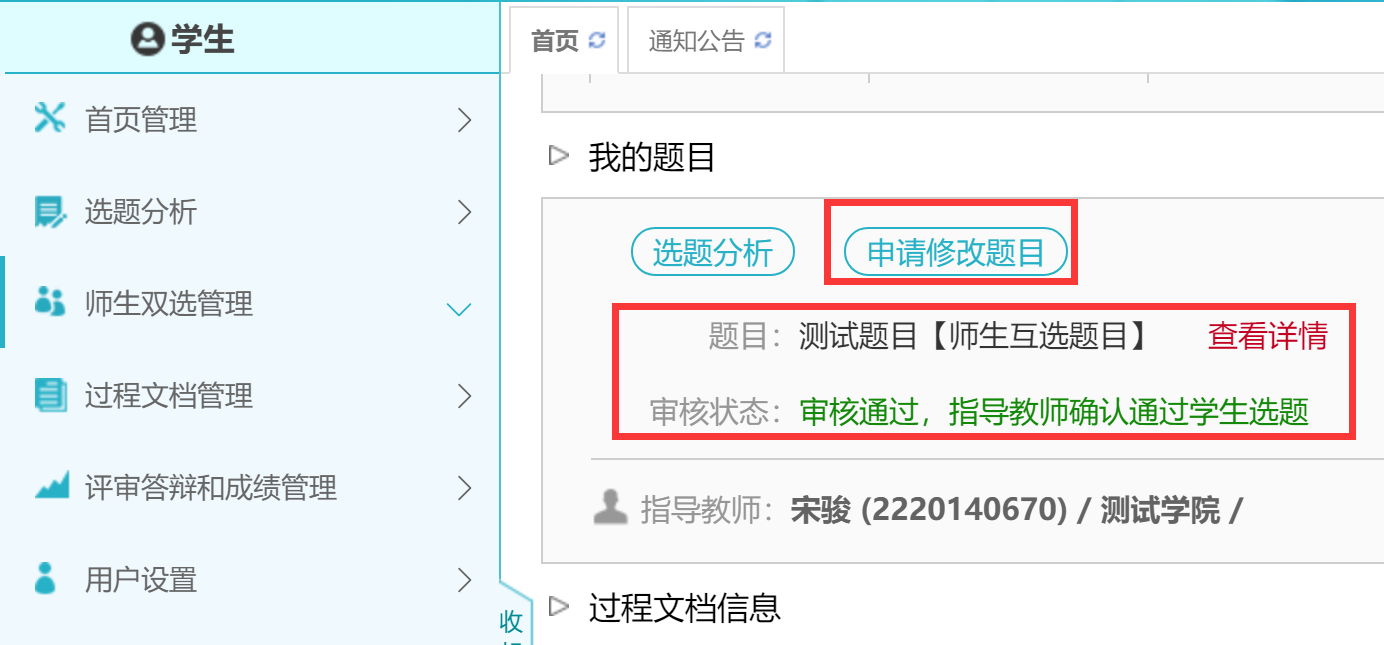 学生
首页
通知公告
首页管理
选题分析
师生双选管理
过程文档管理
评审答辩和成绩管理
用户设置
收
我的题目
选题分析
申请修改题目
题目：测试题目【师生互选题目】 查看详情
审核状态：审核通过，指导教师确认通过学生选题
指导教师：宋骏 (2220140670) / 测试学院 /
过程文档信息